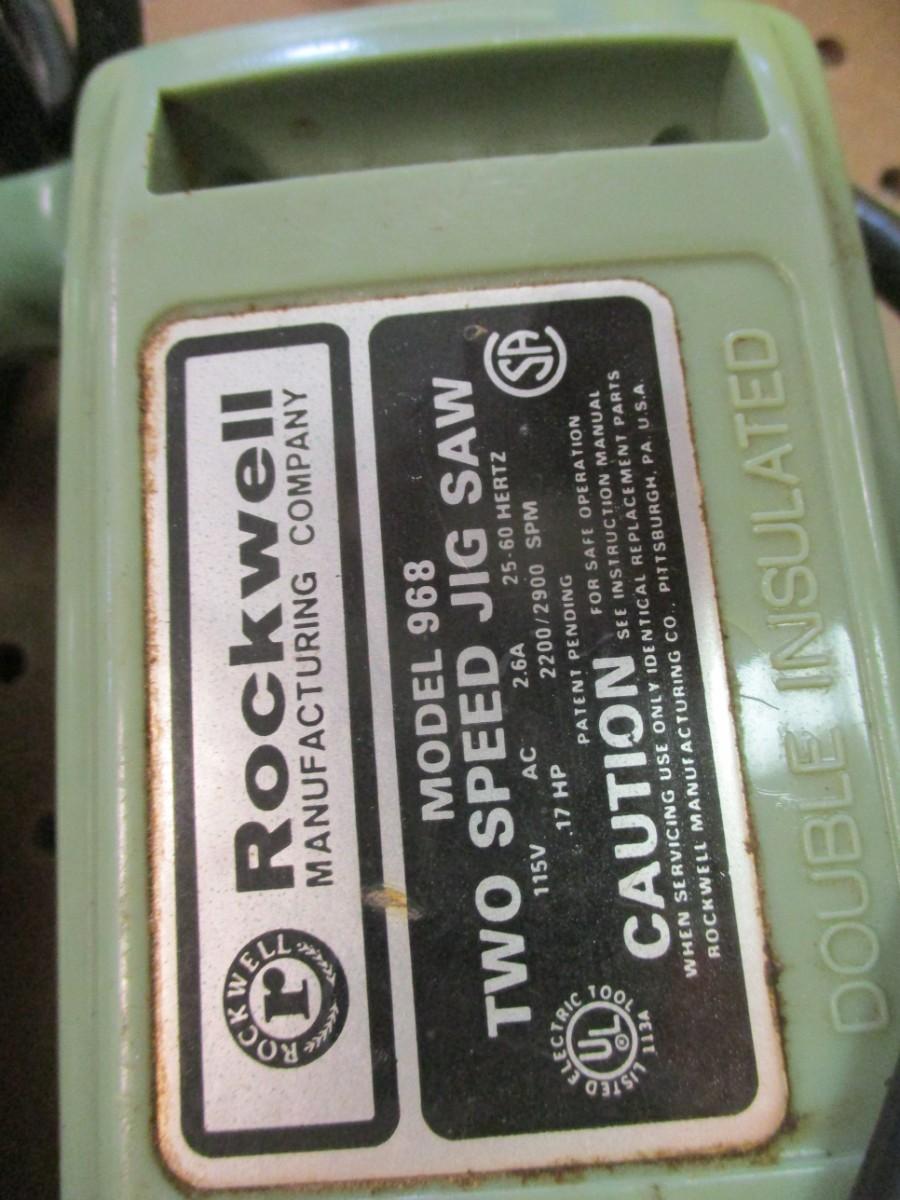 ROCKWELL
r
Rockwell
MANUFACTURING COMPANY
MODEL 968
TWO SPEED JIG SAW
SA
115V AC 2.6A 25-60 HERTZ
.17 HP 2200/2900 SPM
PATENT PENDING
LISTED ELECTRIC TOOL
UL
®
113A
CAUTION
FOR SAFE OPERATION
SEE INSTRUCTION MANUAL
WHEN SERVICING USE ONLY IDENTICAL REPLACEMENT PARTS
ROCKWELL MANUFACTURING CO., PITTSBURGH, PA. U.S.A.
DOUBLE INSULATED